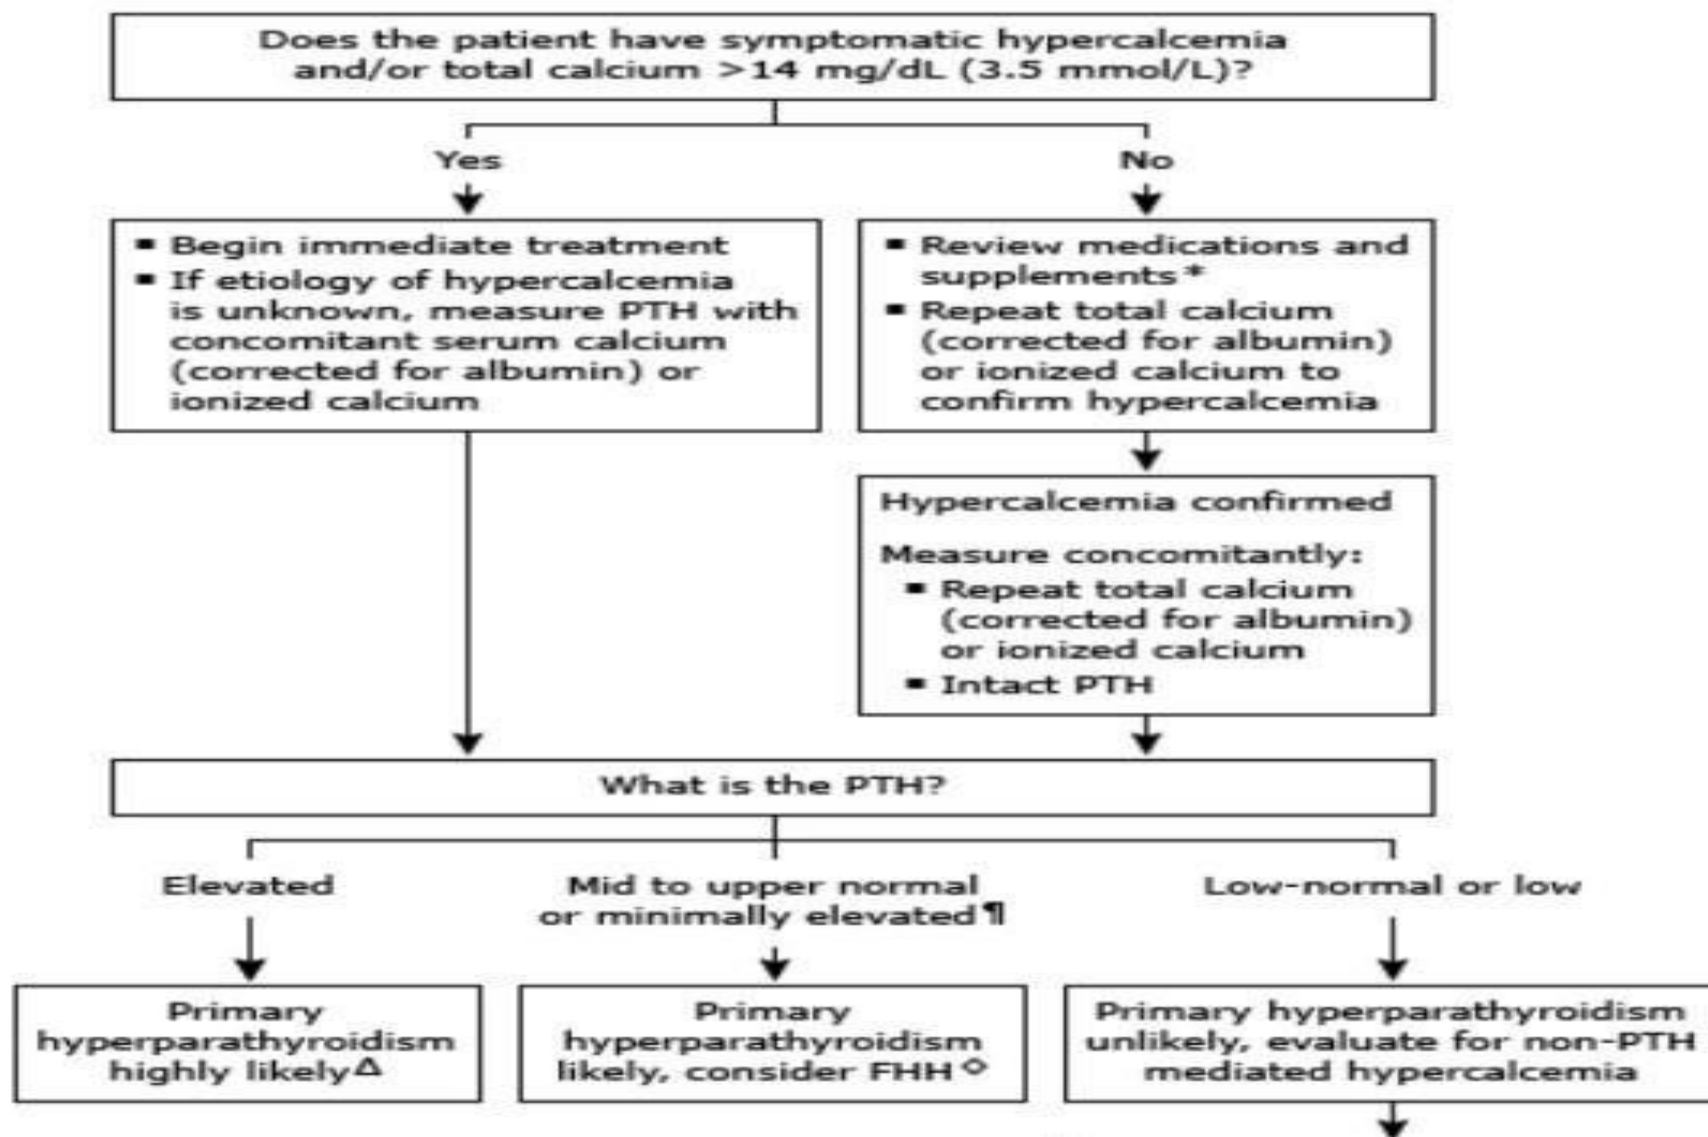 Does the patient have symptomatic hypercalcemia
and/or total calcium >14 mg/dL (3.5 mmol/L)?
Yes
No
▪ Begin immediate treatment
▪ If etiology of hypercalcemia
is unknown, measure PTH with
concomitant serum calcium
(corrected for albumin) or
ionized calcium
▪ Review medications and
supplements*
▪ Repeat total calcium
(corrected for albumin)
or ionized calcium to
confirm hypercalcemia
Hypercalcemia confirmed
Measure concomitantly:
▪ Repeat total calcium
(corrected for albumin)
or ionized calcium
▪ Intact PTH
What is the PTH?
Elevated
Mid to upper normal
or minimally elevated¶
Low-normal or low
Primary
hyperparathyroidism
highly likelyΔ
Primary
hyperparathyroidism
likely, consider FHH◇
Primary hyperparathyroidism
unlikely, evaluate for non-PTH
mediated hypercalcemia